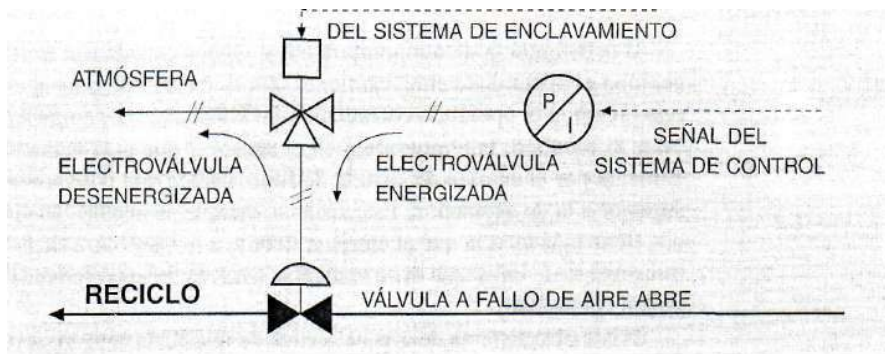 DEL SISTEMA DE ENCLAVAMIENTO
ATMÓSFERA
P
I
SEÑAL DEL
SISTEMA DE CONTROL
ELECTROVÁLVULA
DESENERGIZADA
ELECTROVÁLVULA
ENERGIZADA
RECICLO
VÁLVULA A FALLO DE AIRE ABRE